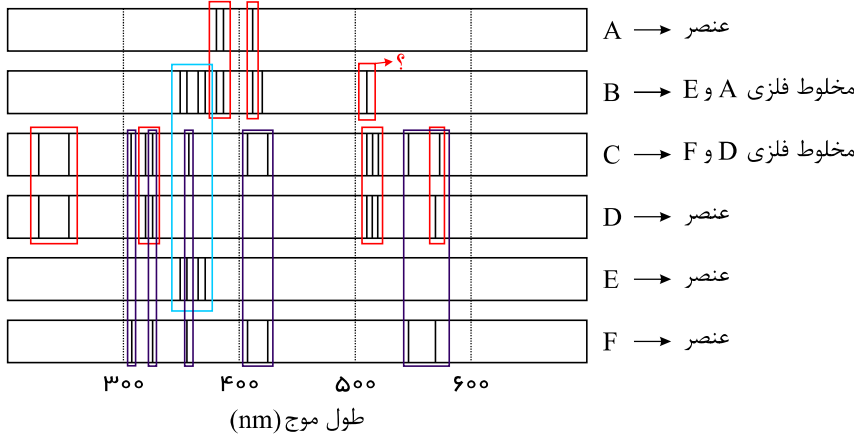 A → عنصر
؟
B → مخلوط فلزی A و E
C → مخلوط فلزی D و F
D → عنصر
E → عنصر
F → عنصر
۳۰۰ ۴۰۰ ۵۰۰ ۶۰۰
طول موج (nm)